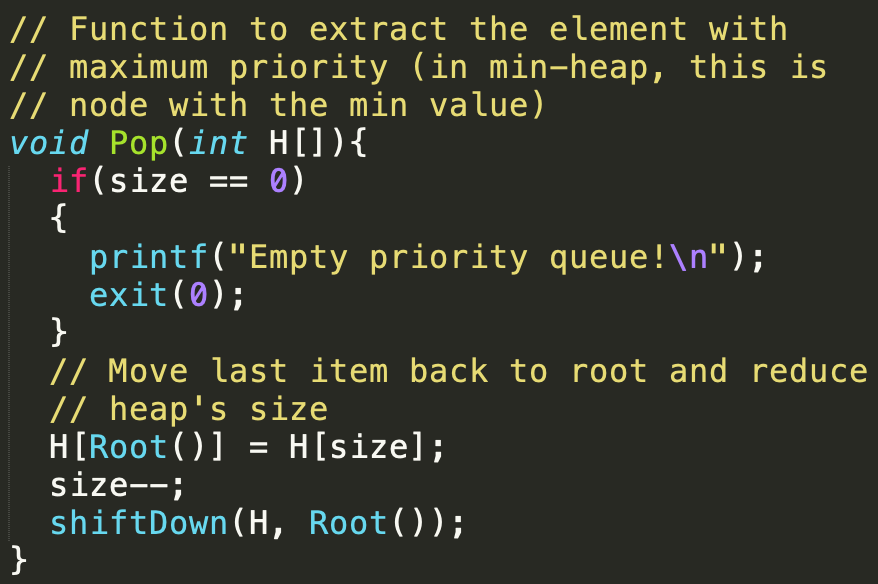 // Function to extract the element with
// maximum priority (in min-heap, this is
// node with the min value)
void Pop(int H[]){
  if(size == 0)
  {
    printf("Empty priority queue!\n");
    exit(0);
  }
  // Move last item back to root and reduce
  // heap's size
  H[Root()] = H[size];
  size--;
  shiftDown(H, Root());
}